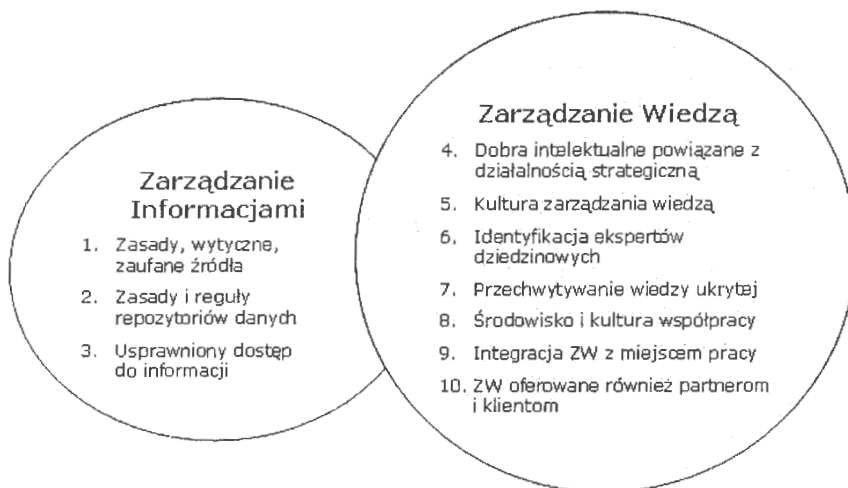 Zarządzanie
Informacjami
1. Zasady, wytyczne,
zaufane źródła
2. Zasady i reguły
repozytoriów danych
3. Usprawniony dostęp
do informacji
Zarządzanie Wiedzą
4. Dobra intelektualne powiązane z
działalnością strategiczną
5. Kultura zarządzania wiedzą
6. Identyfikacja ekspertów
dziedzinowych
7. Przechwytywanie wiedzy ukrytej
8. Środowisko i kultura współpracy
9. Integracja ZW z miejscem pracy
10. ZW oferowane również partnerom
i klientom